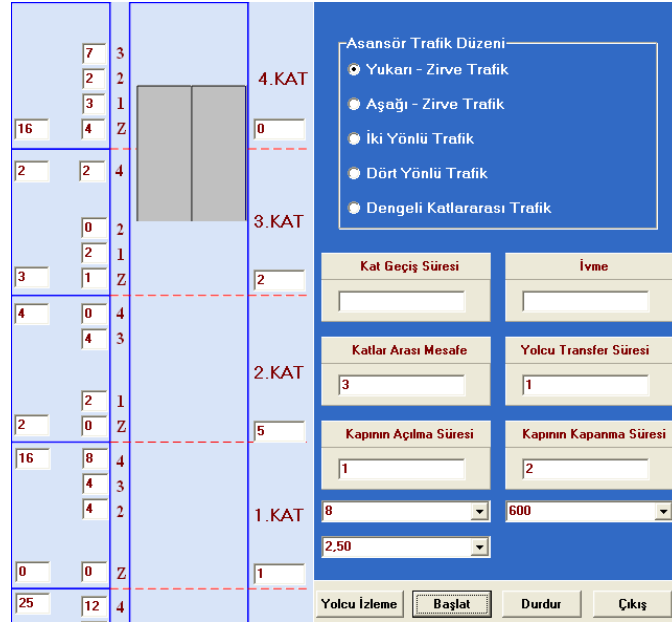 7 3
2 2
3 1
4.KAT
16 4 Z 0
2 2 4
0 2
3.KAT
2 1
3 1 Z 2
4 0 4
4 3
2.KAT
2 1
2 0 Z 5
16 8 4
4 3
4 2
1.KAT
0 0 Z 1
25 12 4
Asansör Trafik Düzeni
Yukarı - Zirve Trafik
Aşağı - Zirve Trafik
İki Yönlü Trafik
Dört Yönlü Trafik
Dengeli Katlararası Trafik
Kat Geçiş Süresi
İvme
Katlar Arası Mesafe
3
Yolcu Transfer Süresi
1
Kapının Açılma Süresi
1
Kapının Kapanma Süresi
2
8
600
2,50
Yolcu İzleme Başlat Durdur Çıkış